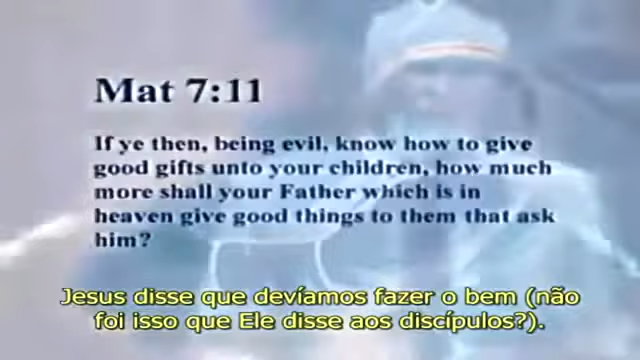 Mat 7:11
If ye then, being evil, know how to give
good gifts unto your children, how much
more shall your Father which is in
heaven give good things to them that ask
him?
Jesus disse que devíamos fazer o bem (não
foi isso que Ele disse aos discípulos?).